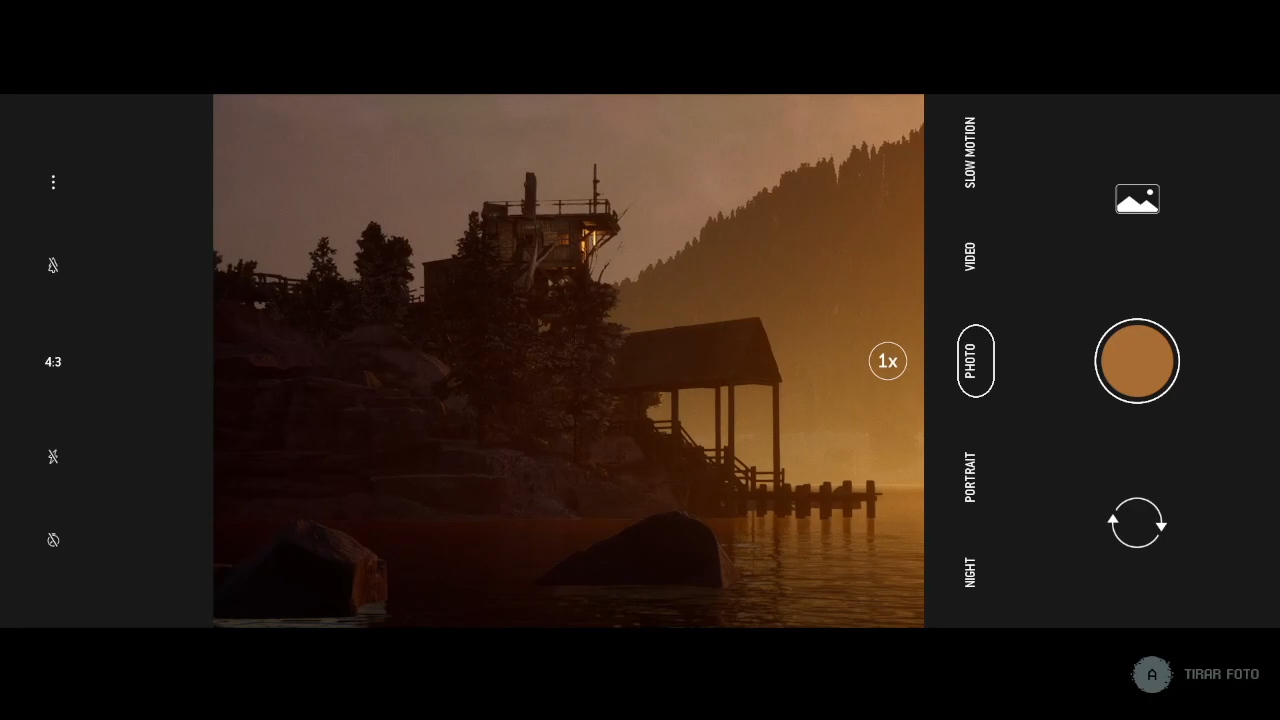 4:3
1x
SLOW MOTION
VIDEO
PHOTO
PORTRAIT
NIGHT
A TIRAR FOTO